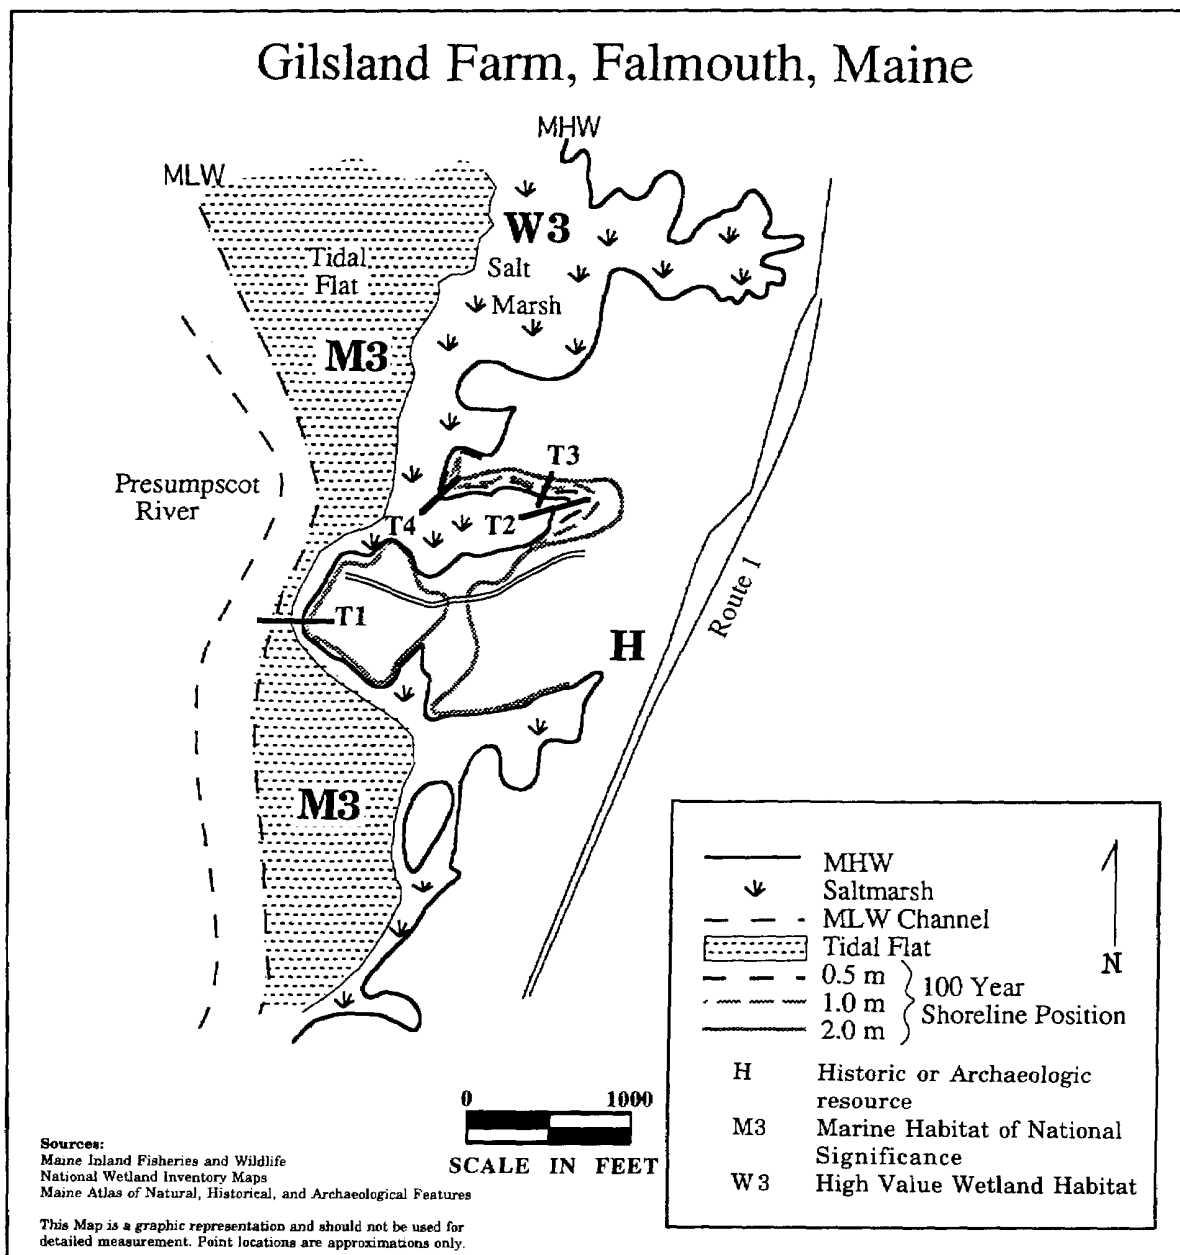 Gilsland Farm, Falmouth, Maine
MHW
MLW
W3
Tidal
Flat
Salt
Marsh
M3
T3
Presumpscot
River
T4
T2
T1
Route 1
H
M3
MHW
Saltmarsh
MLW Channel
Tidal Flat
0.5 m
1.0 m
2.0 m
100 Year
Shoreline Position
N
H Historic or Archaeologic
resource
M3 Marine Habitat of National
Significance
W3 High Value Wetland Habitat
0 1000
SCALE IN FEET
Sources:
Maine Inland Fisheries and Wildlife
National Wetland Inventory Maps
Maine Atlas of Natural, Historical, and Archaeological Features
This Map is a graphic representation and should not be used for
detailed measurement. Point locations are approximations only.